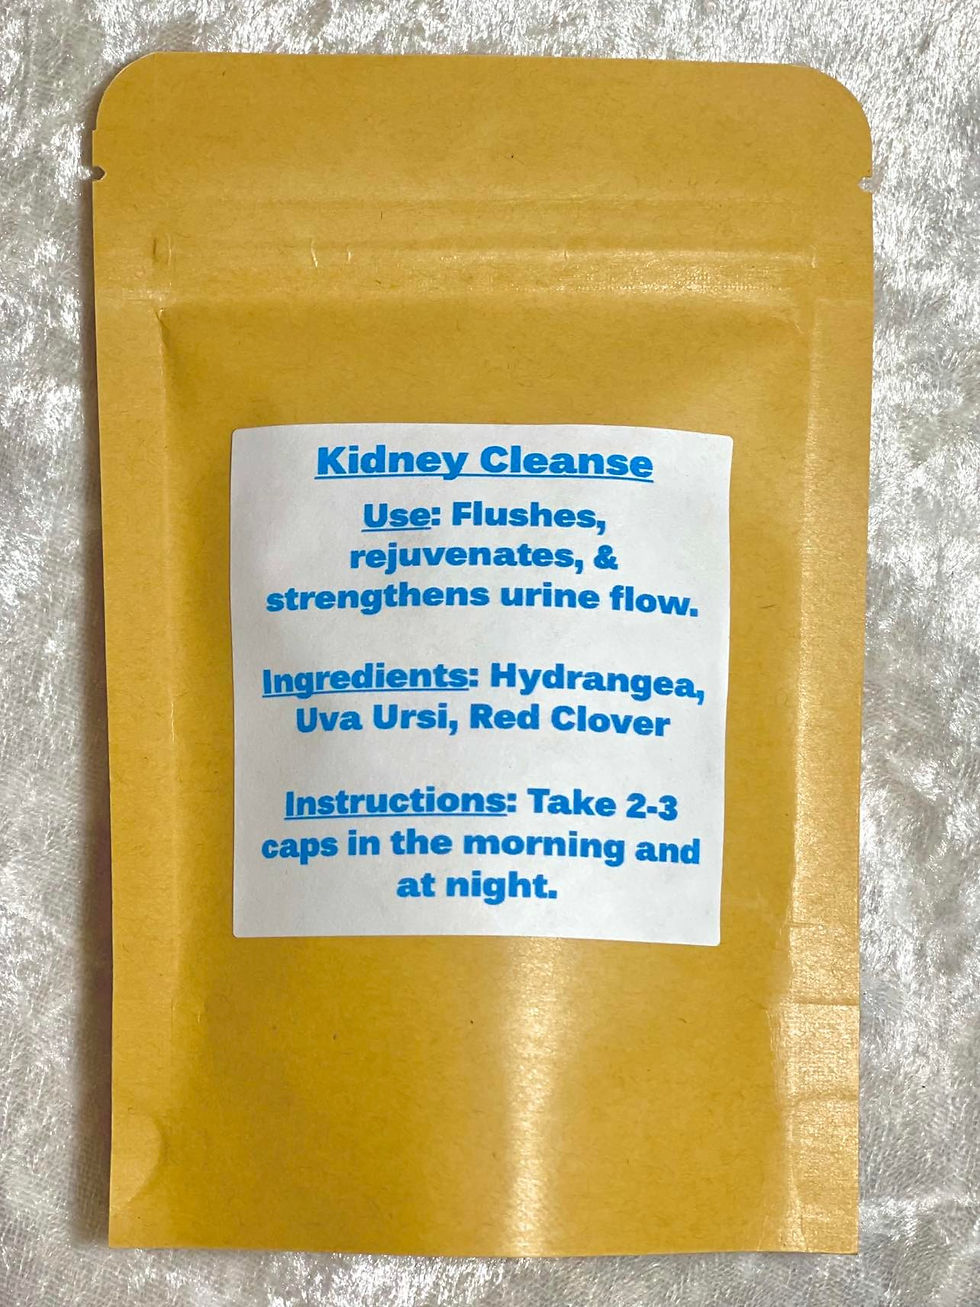 Kidney Cleanse
Use: Flushes,
rejuvenates, &
strengthens urine flow.
Ingredients: Hydrangea,
Uva Ursi, Red Clover
Instructions: Take 2-3
caps in the morning and
at night.